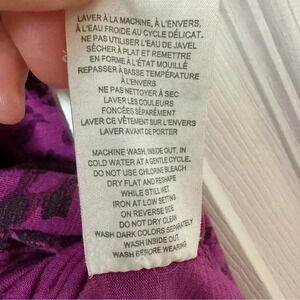 LAVER À LA MACHINE, À L'ENVERS,
À L'EAU FROIDE AU CYCLE DÉLICAT.
NE PAS UTILISER L'EAU DE JAVEL
SÉCHER À PLAT ET REMETTRE
EN FORME À L'ÉTAT MOUILLÉ
REPASSER À BASSE TEMPÉRATURE
À L'ENVERS
NE PAS NETTOYER À SEC
LAVER LES COULEURS
FONCÉES SÉPARÉMENT
LAVER CE VÊTEMENT SUR L'ENVERS
LAVER AVANT DE PORTER
MACHINE WASH, INSIDE OUT, IN
COLD WATER AT A GENTLE CYCLE.
DO NOT USE CHLORINE BLEACH
DRY FLAT AND RESHAPE
WHILE STILL WET
IRON AT LOW SETTING
ON REVERSE SIDE
DO NOT DRY CLEAN
WASH DARK COLORS SEPARATELY
WASH INSIDE OUT
WASH BEFORE WEARING